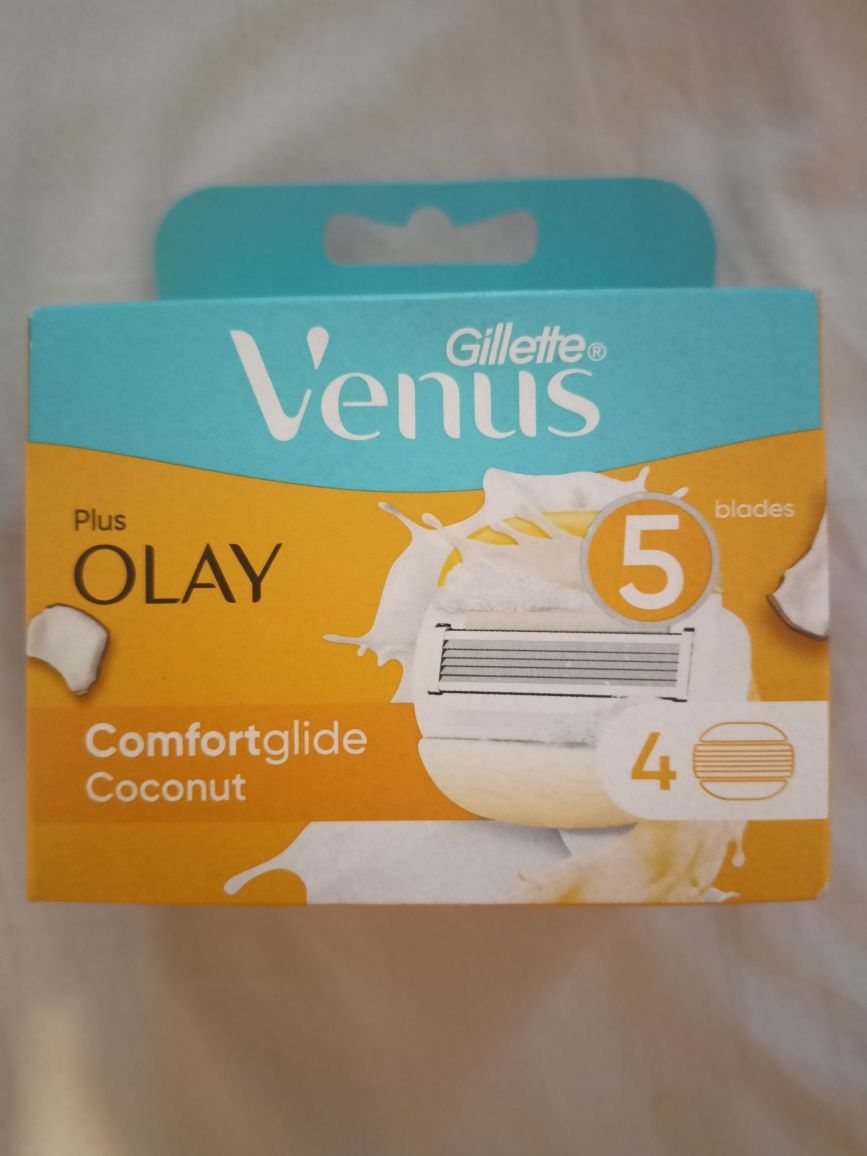 Gillette®
Venus
Plus
OLAY
5
blades
Comfortglide
Coconut
4